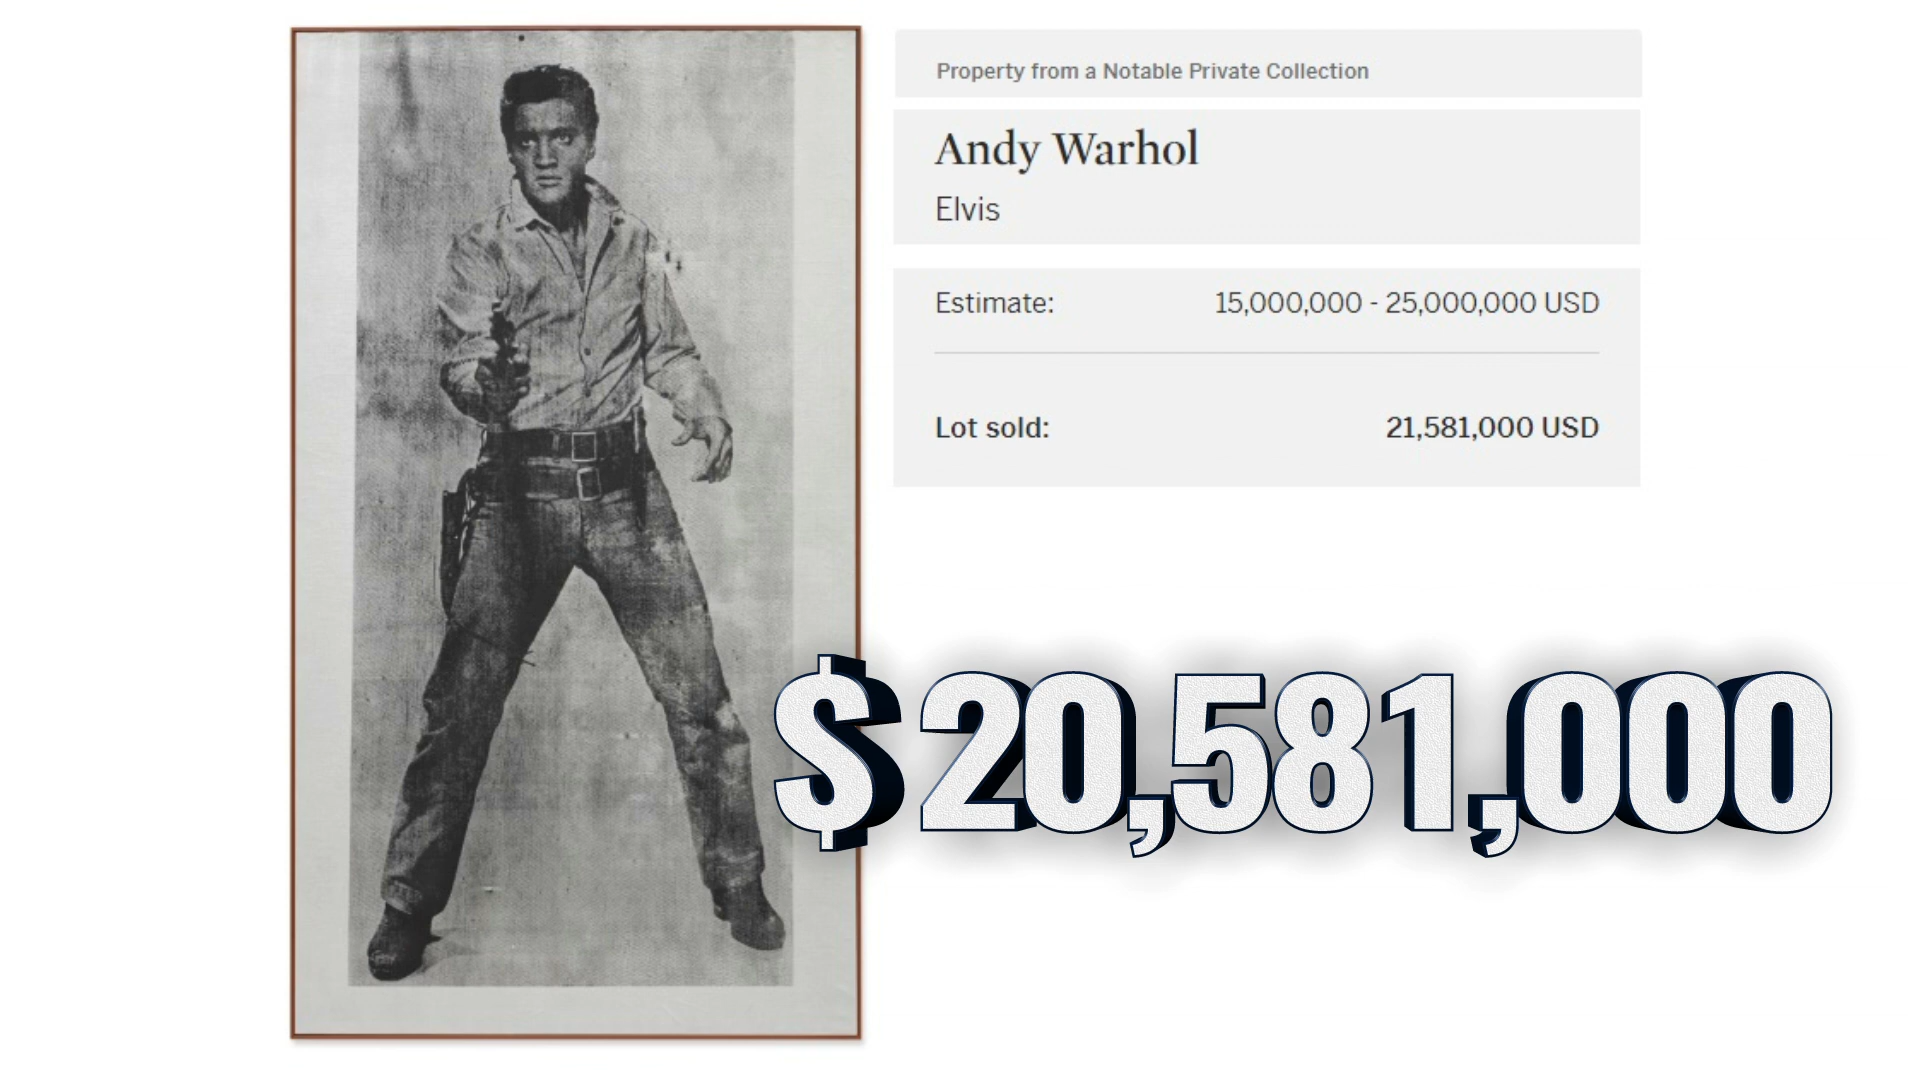 Property from a Notable Private Collection
Andy Warhol
Elvis
Estimate: 15,000,000 - 25,000,000 USD
Lot sold: 21,581,000 USD
$20,581,000